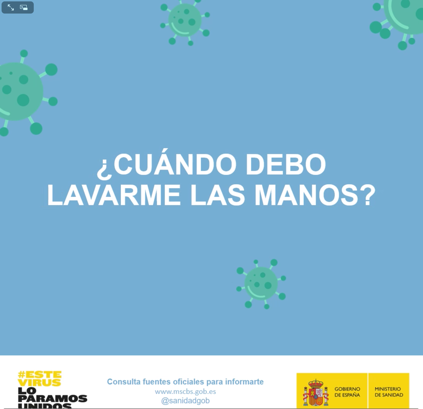 ¿CUÁNDO DEBO
LAVARME LAS MANOS?
#ESTE
VIRUS
LO
PARAMOS
UNIDOS
Consulta fuentes oficiales para informarte
www.mscbs.gob.es
@sanidadgob
GOBIERNO
DE ESPAÑA
MINISTERIO
DE SANIDAD